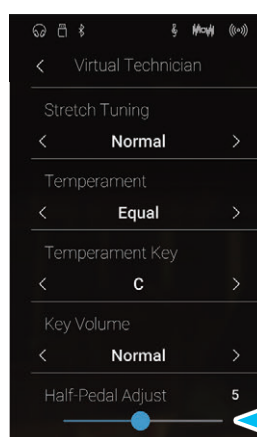 Virtual Technician
Stretch Tuning
Normal
Temperament
Equal
Temperament Key
C
Key Volume
Normal
Half-Pedal Adjust 5